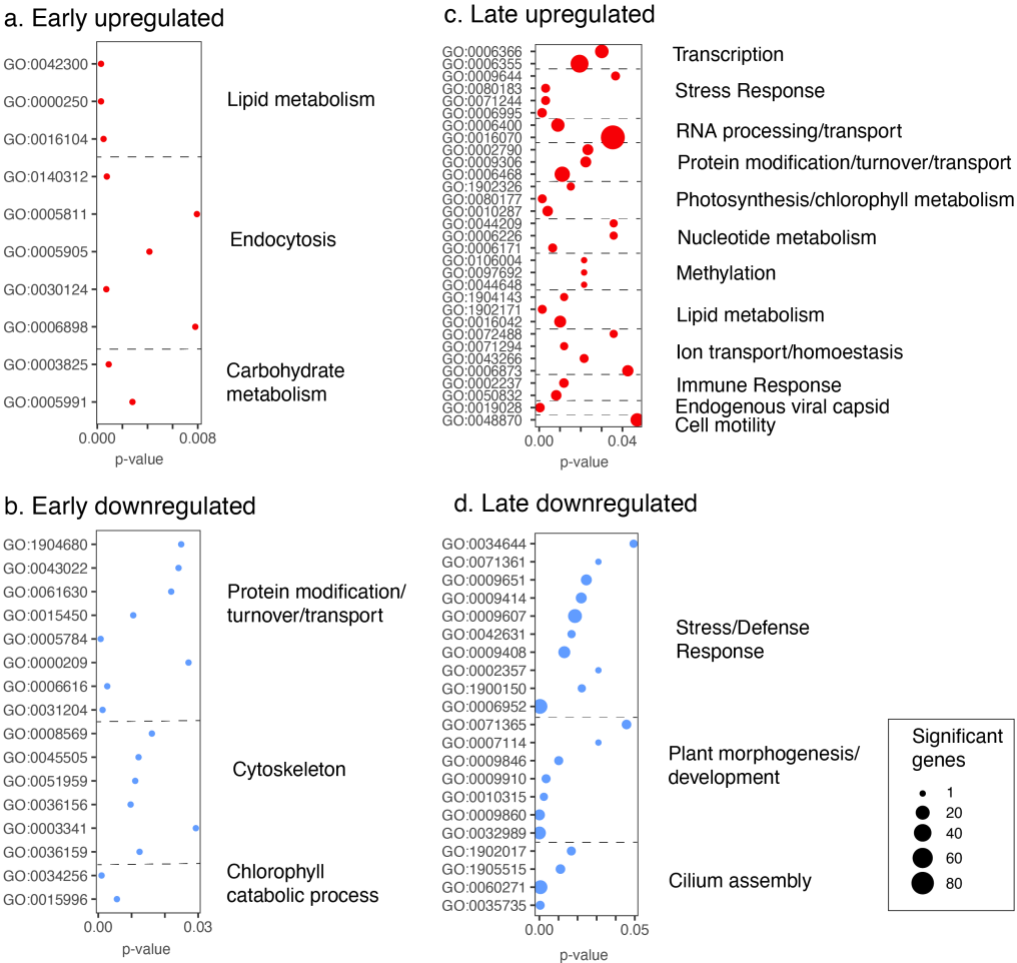 a. Early upregulated
GO:0042300
GO:0000250
GO:0016104
GO:0140312
GO:0005811
GO:0005905
GO:0030124
GO:0006898
GO:0003825
GO:0005991
Lipid metabolism
Endocytosis
Carbohydrate
metabolism
0.000 0.008
p-value
c. Late upregulated
GO:0006366
GO:0006355
GO:0009644
GO:0080183
GO:0071244
GO:0006995
GO:0006400
GO:0016070
GO:0002790
GO:0009306
GO:0006468
GO:1902326
GO:0080177
GO:0010287
GO:0044209
GO:0006226
GO:0006171
GO:0106004
GO:0097692
GO:0044648
GO:1904143
GO:1902171
GO:0016042
GO:0072488
GO:0071294
GO:0043266
GO:0006873
GO:0002237
GO:0050832
GO:0019028
GO:0048870
Transcription
Stress Response
RNA processing/transport
Protein modification/turnover/transport
Photosynthesis/chlorophyll metabolism
Nucleotide metabolism
Methylation
Lipid metabolism
Ion transport/homoestasis
Immune Response
Endogenous viral capsid
Cell motility
0.00 0.04
p-value
b. Early downregulated
GO:1904680
GO:0043022
GO:0061630
GO:0015450
GO:0005784
GO:0000209
GO:0006616
GO:0031204
GO:0008569
GO:0045505
GO:0051959
GO:0036156
GO:0003341
GO:0036159
GO:0034256
GO:0015996
Protein modification/
turnover/transport
Cytoskeleton
Chlorophyll
catabolic process
0.00 0.03
p-value
d. Late downregulated
GO:0034644
GO:0071361
GO:0009651
GO:0009414
GO:0009607
GO:0042631
GO:0009408
GO:0002357
GO:1900150
GO:0006952
GO:0071365
GO:0007114
GO:0009846
GO:0009910
GO:0010315
GO:0009860
GO:0032989
GO:1902017
GO:1905515
GO:0060271
GO:0035735
Stress/Defense
Response
Plant morphogenesis/
development
Cilium assembly
0.00 0.05
p-value
Significant
genes
1
20
40
60
80